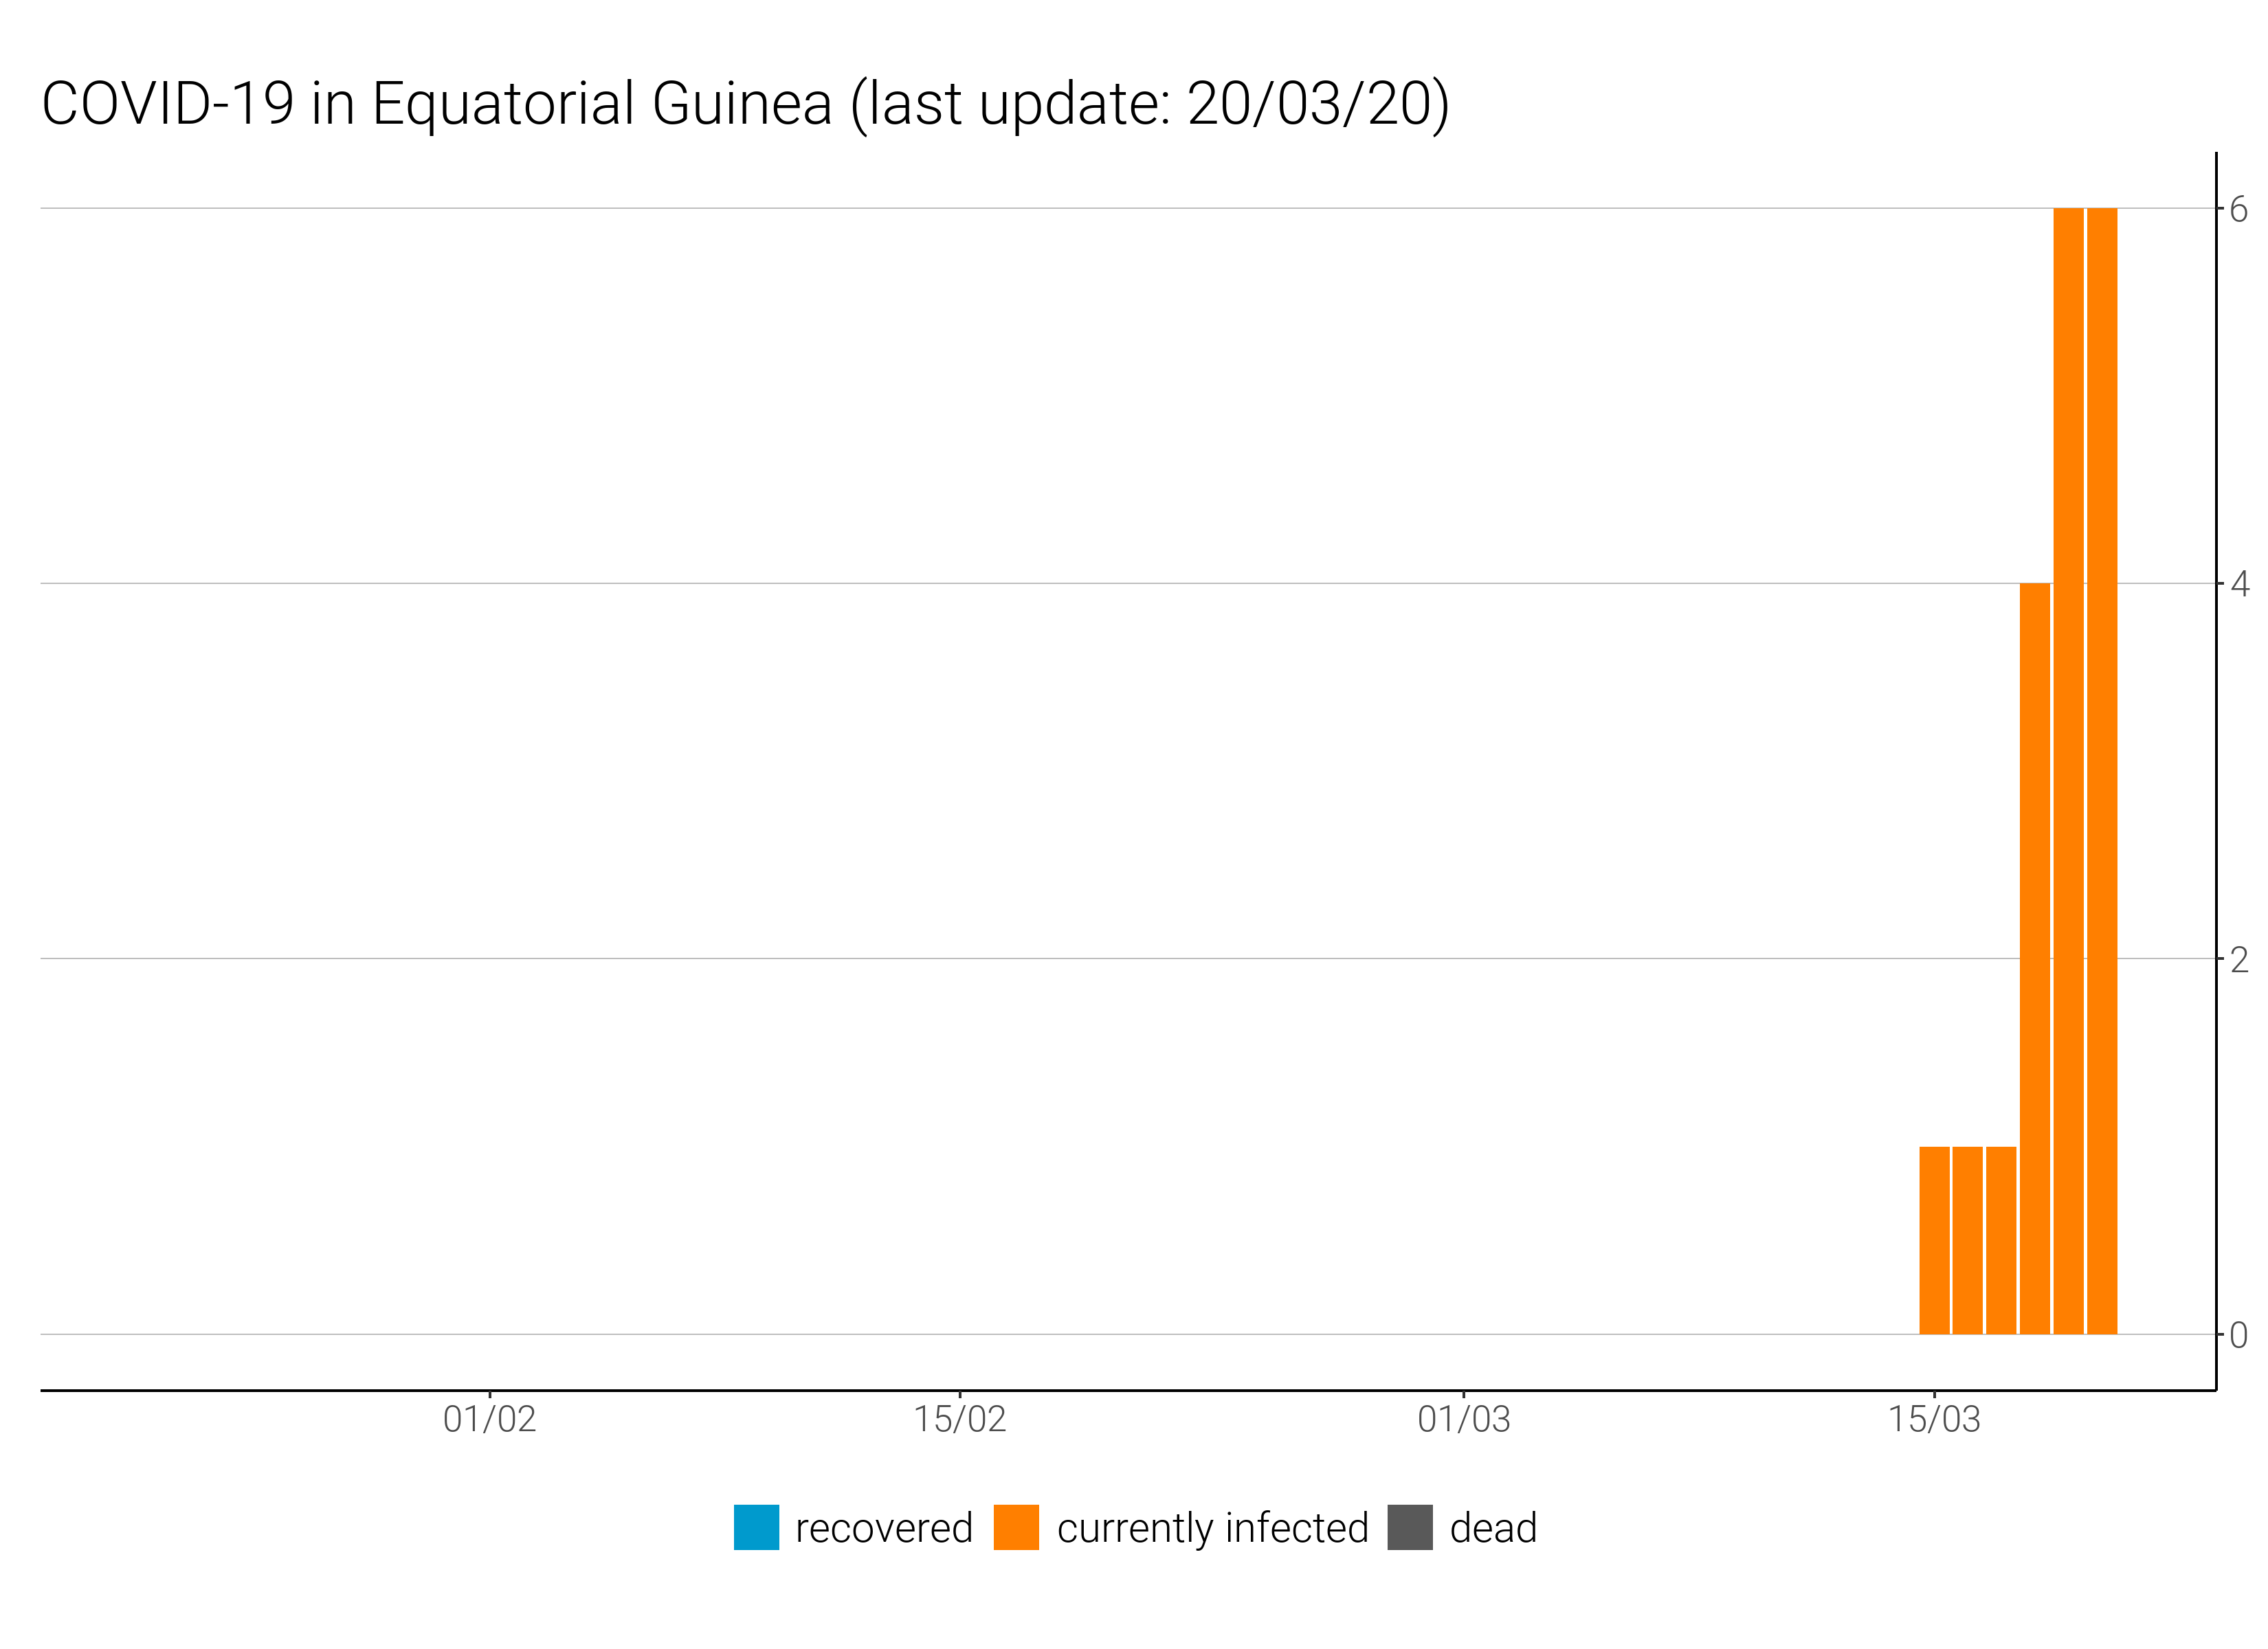 COVID-19 in Equatorial Guinea (last update: 20/03/20)
6
4
2
0
01/02 15/02 01/03 15/03
recovered currently infected dead